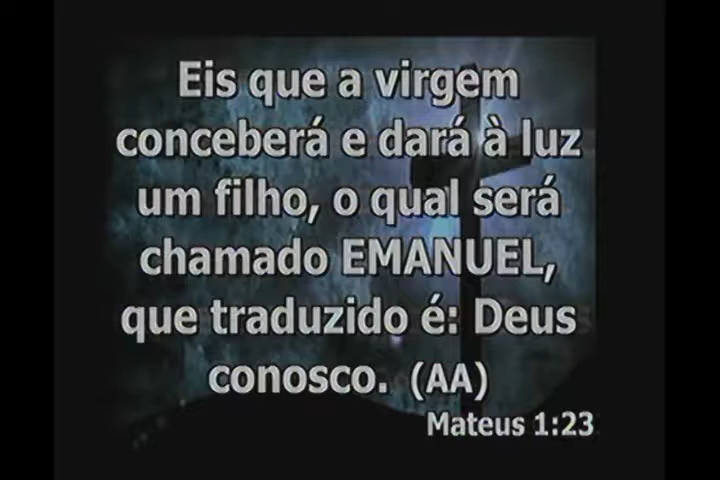 Eis que a virgem
conceberá e dará à luz
um filho, o qual será
chamado EMANUEL,
que traduzido é: Deus
conosco. (AA)
Mateus 1:23